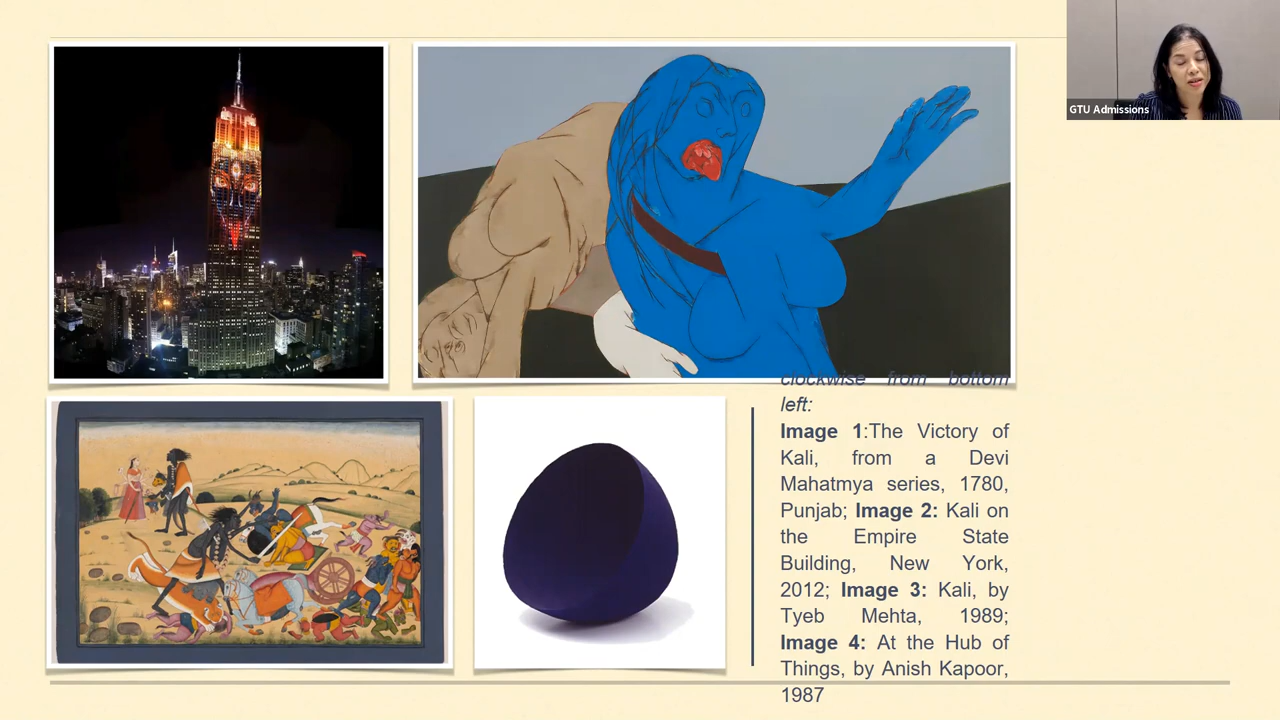 GTU Admissions
clockwise from bottom
left:
Image 1:The Victory of
Kali, from a Devi
Mahatmya series, 1780,
Punjab; Image 2: Kali on
the Empire State
Building, New York,
2012; Image 3: Kali, by
Tyeb Mehta, 1989;
Image 4: At the Hub of
Things, by Anish Kapoor,
1987